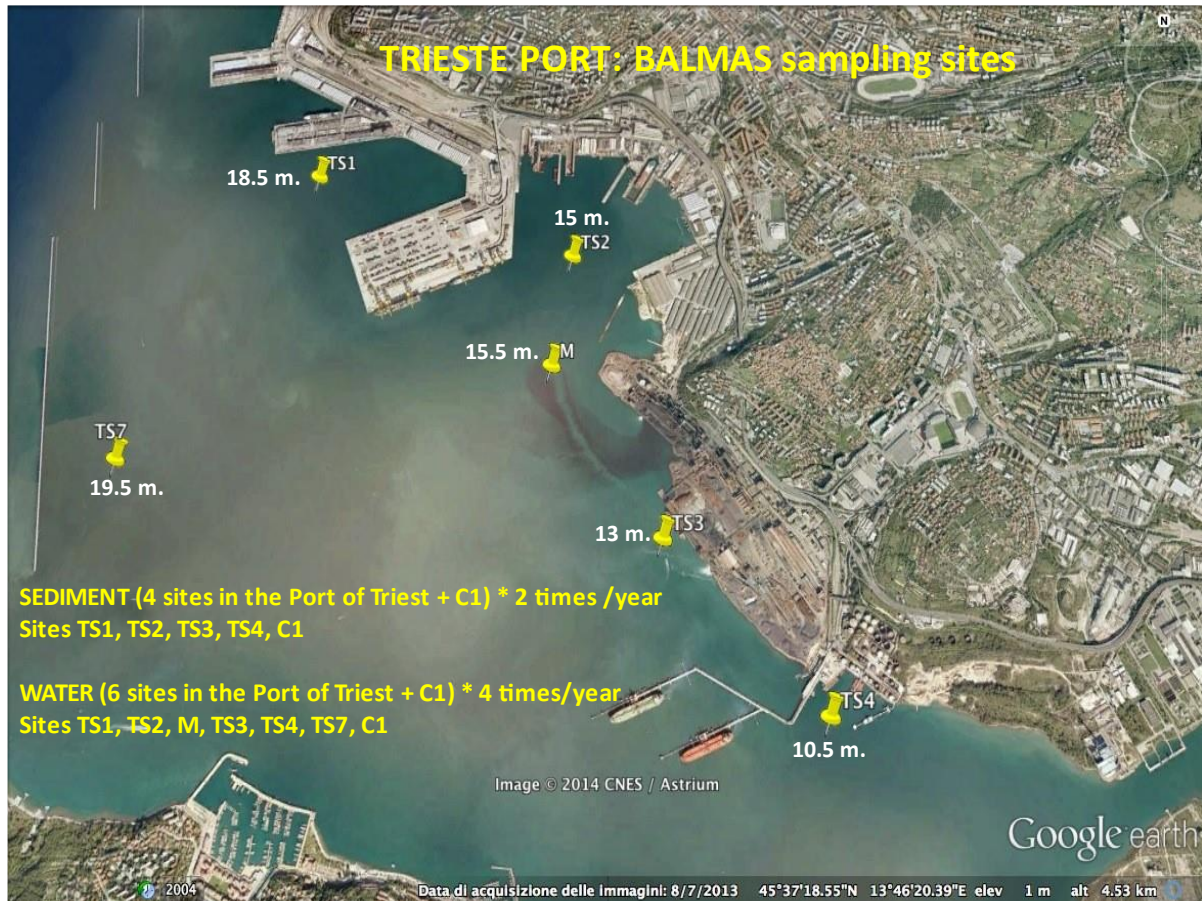 N
TRIESTE PORT: BALMAS sampling sites
TS1
18.5 m.
15 m.
TS2
15.5 m.
M
TS7
19.5 m.
13 m.
TS3
SEDIMENT (4 sites in the Port of Triest + C1) * 2 times /year
Sites TS1, TS2, TS3, TS4, C1
WATER (6 sites in the Port of Triest + C1) * 4 times/year
Sites TS1, TS2, M, TS3, TS4, TS7, C1
TS4
10.5 m.
Image © 2014 CNES / Astrium
Google earth
2004
Data di acquisizione delle immagini: 8/7/2013 45°37'18.55"N 13°46'20.39"E elev 1 m alt 4.53 km